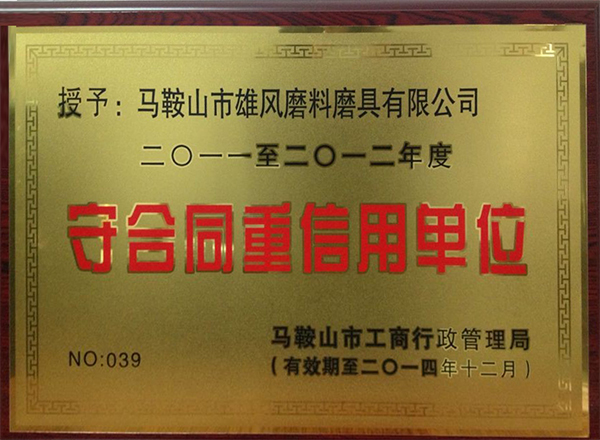 授予：马鞍山市雄风磨料磨具有限公司
二〇一一至二〇一二年度
守合同重信用单位
马鞍山市工商行政管理局
NO:039
（有效期至二〇一四年十二月）